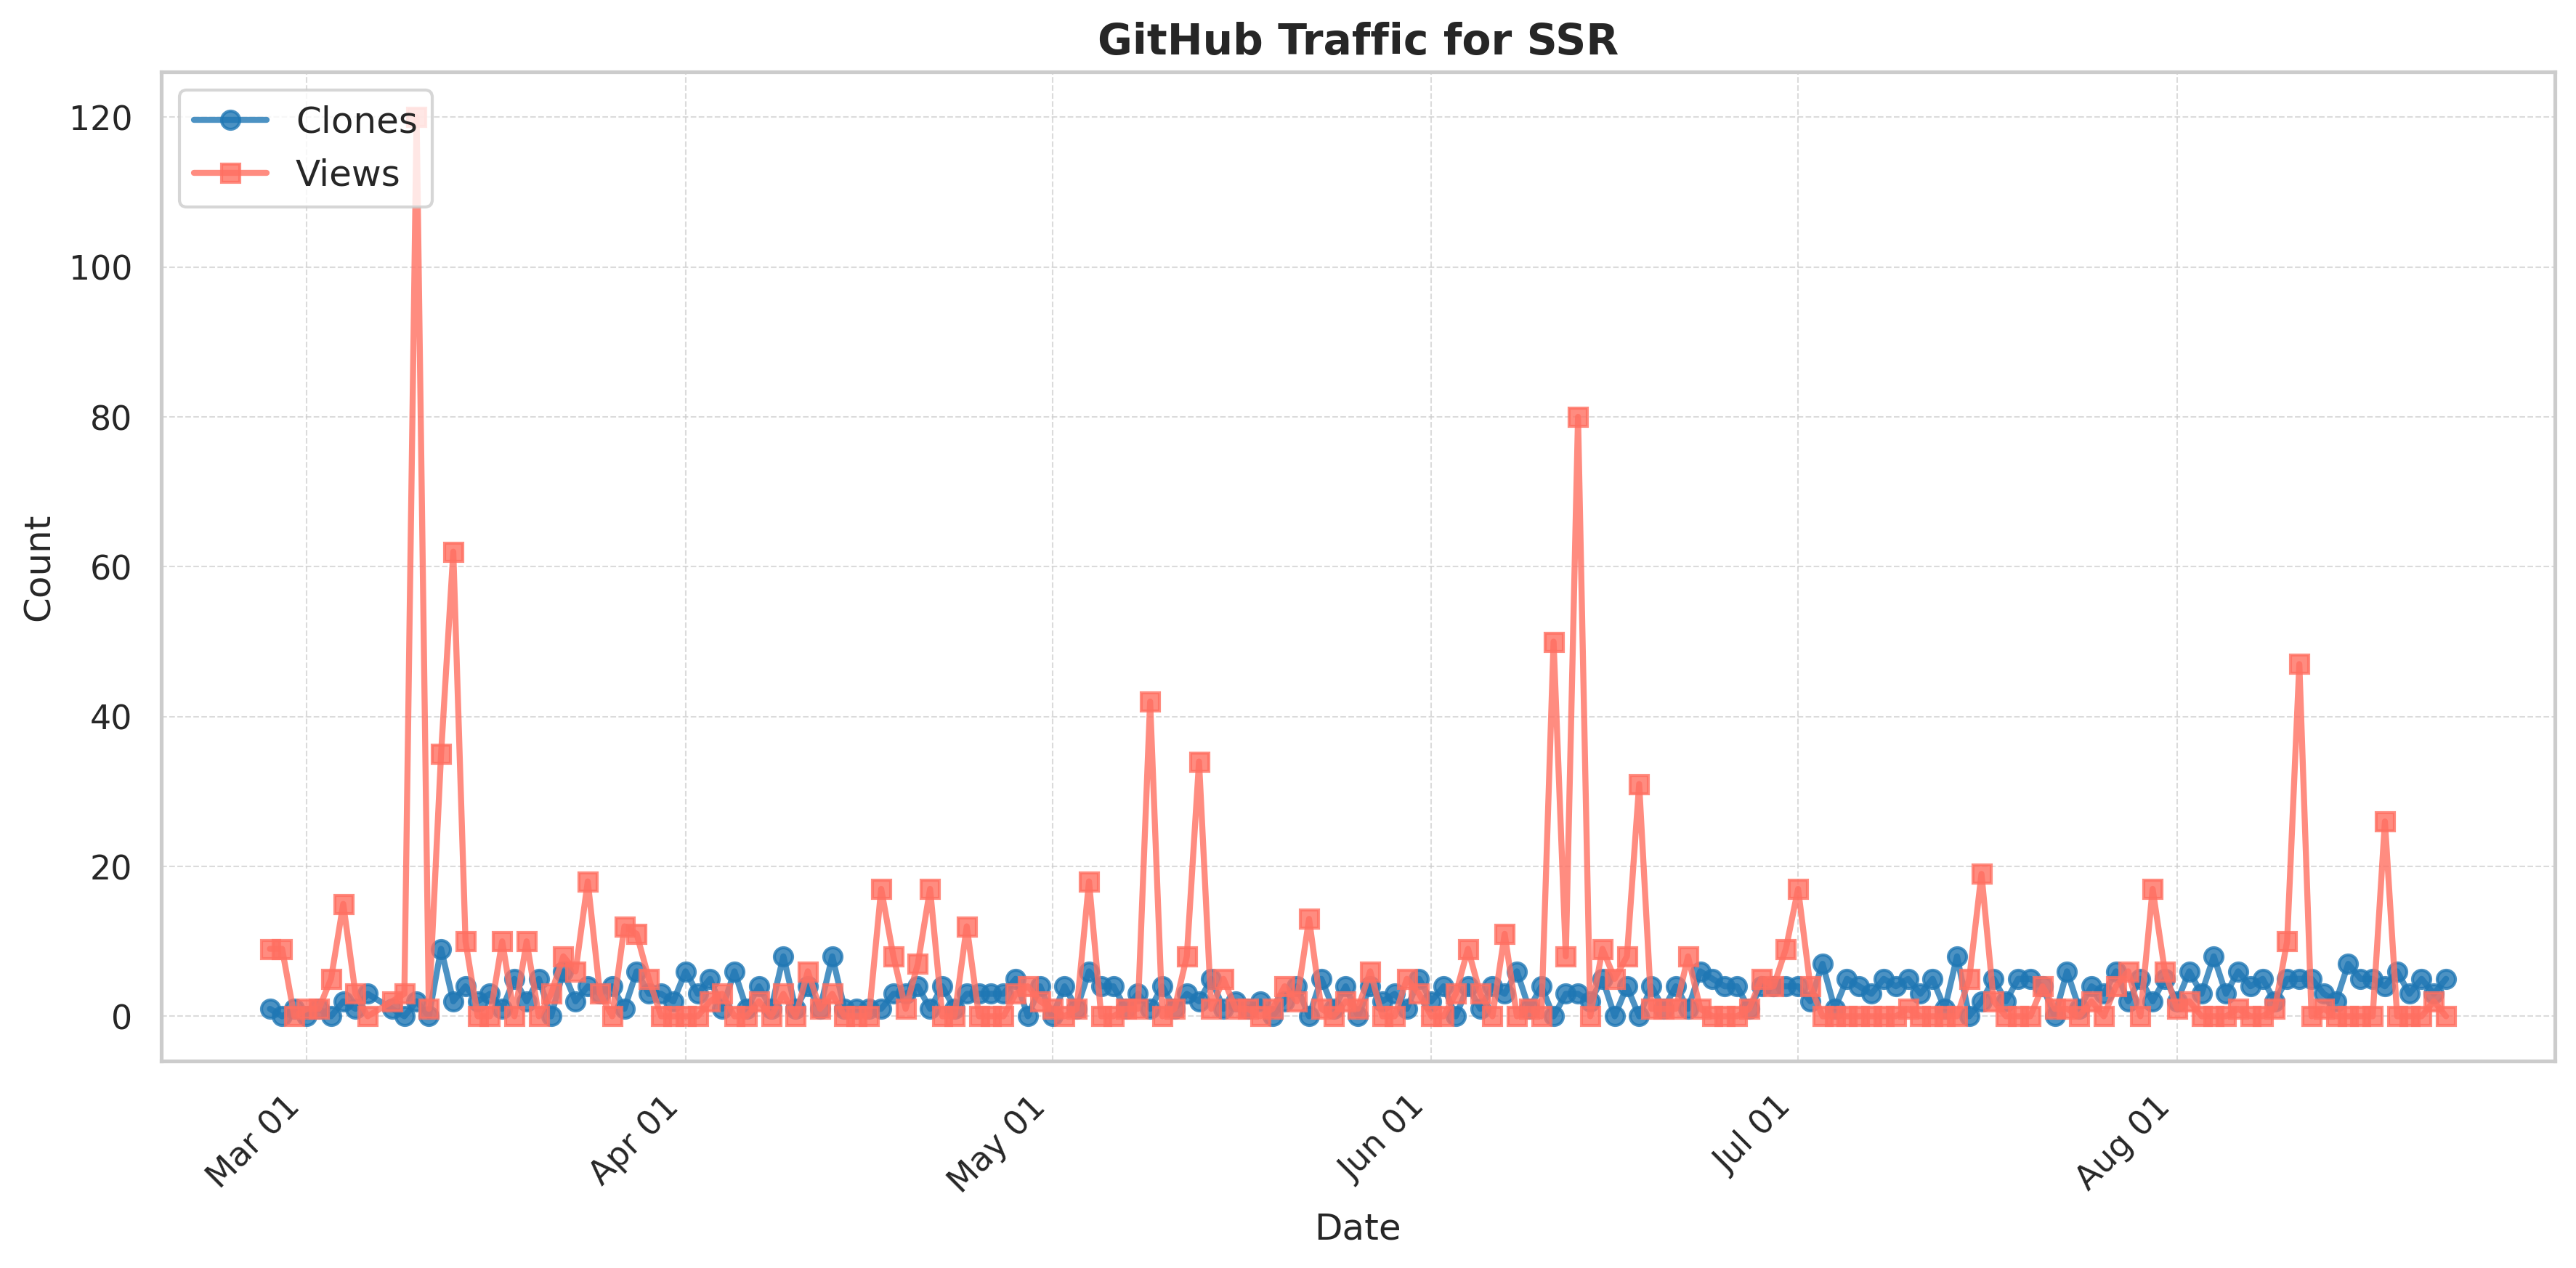 GitHub Traffic for SSR
Clones
Views
120
100
80
60
40
20
0
Count
Mar 01
Apr 01
May 01
Jun 01
Jul 01
Aug 01
Date